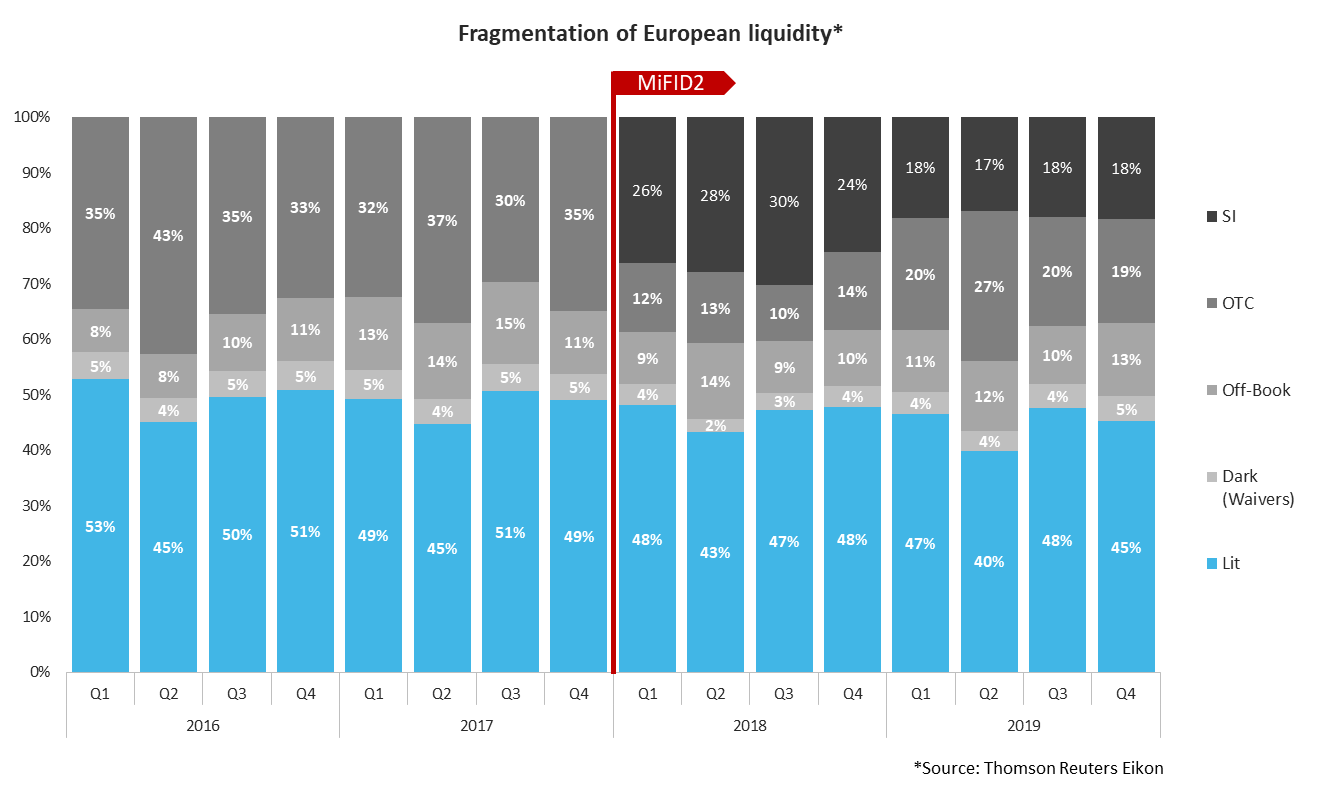 Fragmentation of European liquidity*
MiFID2
100%
90%
80%
70%
60%
50%
40%
30%
20%
10%
0%
35% 43% 35% 33% 32% 37% 30% 35% 26% 28% 30% 24% 18% 17% 18% 18%
12% 13% 10% 14% 20% 27% 20% 19%
8% 8% 10% 11% 13% 14% 15% 11% 9% 14% 9% 10% 11% 12% 10% 13%
5% 4% 5% 5% 5% 4% 5% 5% 4% 2% 3% 4% 4% 4% 4% 5%
53% 45% 50% 51% 49% 45% 51% 49% 48% 43% 47% 48% 47% 40% 48% 45%
Q1 Q2 Q3 Q4 Q1 Q2 Q3 Q4 Q1 Q2 Q3 Q4 Q1 Q2 Q3 Q4
2016 2017 2018 2019
SI
OTC
Off-Book
Dark
(Waivers)
Lit
*Source: Thomson Reuters Eikon